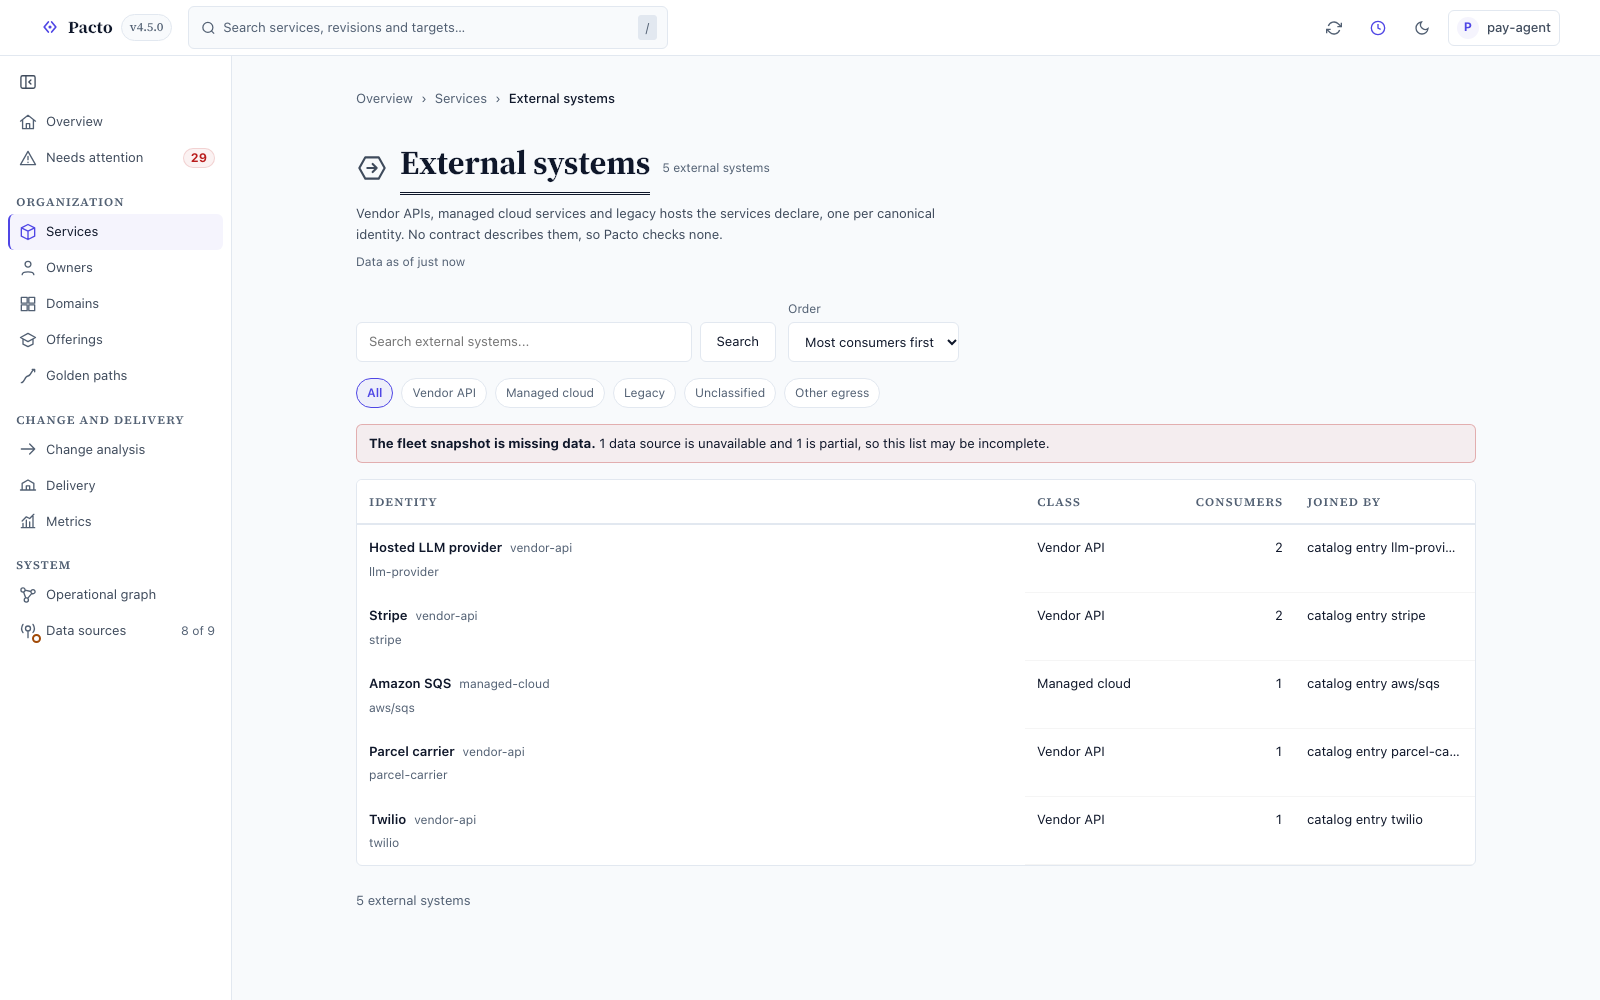 Pacto v4.5.0 Search services, revisions and targets... / P pay-agent
Overview
Needs attention 29
ORGANIZATION
Services
Owners
Domains
Offerings
Golden paths
CHANGE AND DELIVERY
Change analysis
Delivery
Metrics
SYSTEM
Operational graph
Data sources 8 of 9
Overview › Services › External systems
External systems 5 external systems
Vendor APIs, managed cloud services and legacy hosts the services declare, one per canonical
identity. No contract describes them, so Pacto checks none.
Data as of just now
Order
Search external systems... Search Most consumers first
All Vendor API Managed cloud Legacy Unclassified Other egress
The fleet snapshot is missing data. 1 data source is unavailable and 1 is partial, so this list may be incomplete.
IDENTITY CLASS CONSUMERS JOINED BY
Hosted LLM provider vendor-api Vendor API 2 catalog entry llm-provi...
llm-provider
Stripe vendor-api Vendor API 2 catalog entry stripe
stripe
Amazon SQS managed-cloud Managed cloud 1 catalog entry aws/sqs
aws/sqs
Parcel carrier vendor-api Vendor API 1 catalog entry parcel-ca...
parcel-carrier
Twilio vendor-api Vendor API 1 catalog entry twilio
twilio
5 external systems